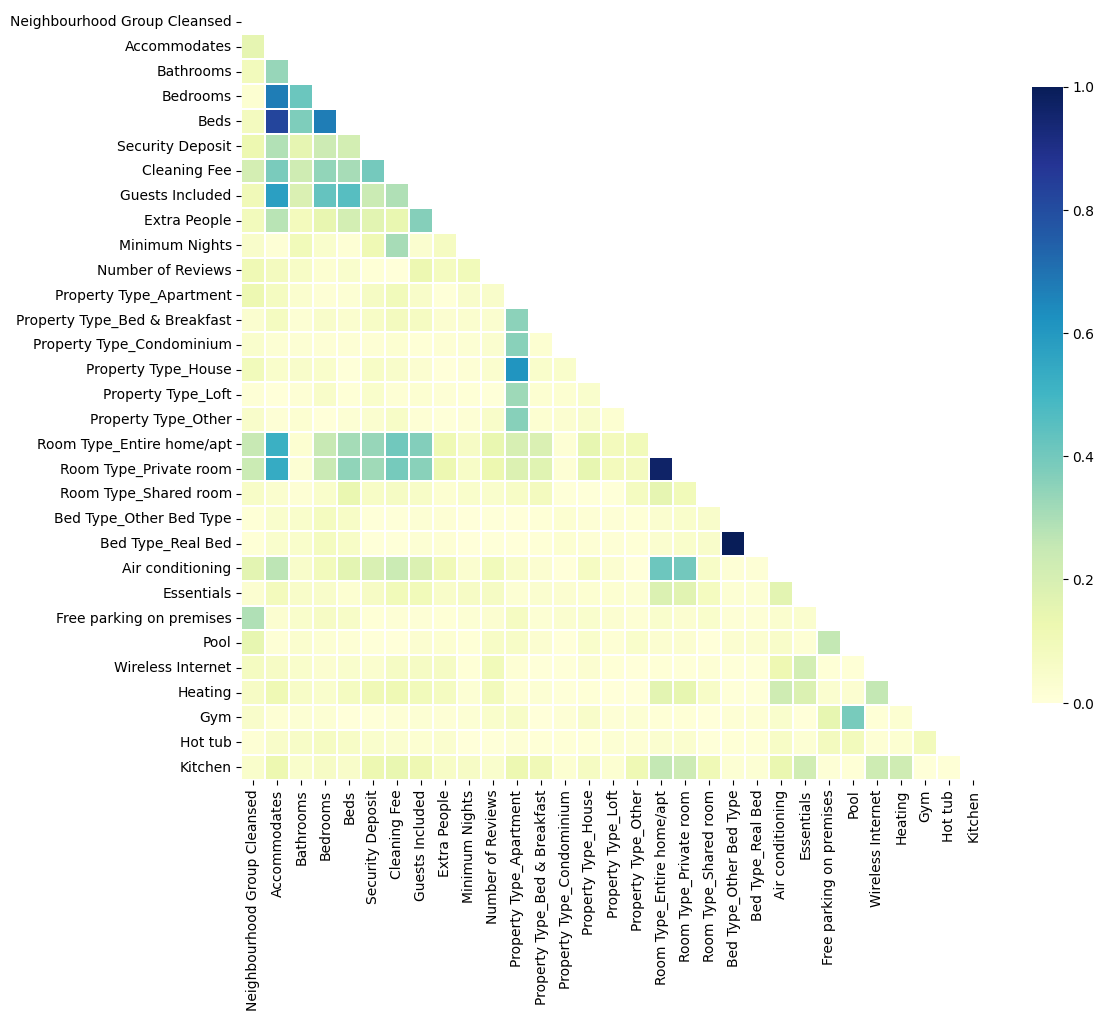 Neighbourhood Group Cleansed
Accommodates
Bathrooms
Bedrooms
Beds
Security Deposit
Cleaning Fee
Guests Included
Extra People
Minimum Nights
Number of Reviews
Property Type_Apartment
Property Type_Bed & Breakfast
Property Type_Condominium
Property Type_House
Property Type_Loft
Property Type_Other
Room Type_Entire home/apt
Room Type_Private room
Room Type_Shared room
Bed Type_Other Bed Type
Bed Type_Real Bed
Air conditioning
Essentials
Free parking on premises
Pool
Wireless Internet
Heating
Gym
Hot tub
Kitchen
1.0
0.8
0.6
0.4
0.2
0.0
Neighbourhood Group Cleansed
Accommodates
Bathrooms
Bedrooms
Beds
Security Deposit
Cleaning Fee
Guests Included
Extra People
Minimum Nights
Number of Reviews
Property Type_Apartment
Property Type_Bed & Breakfast
Property Type_Condominium
Property Type_House
Property Type_Loft
Property Type_Other
Room Type_Entire home/apt
Room Type_Private room
Room Type_Shared room
Bed Type_Other Bed Type
Bed Type_Real Bed
Air conditioning
Essentials
Free parking on premises
Pool
Wireless Internet
Heating
Gym
Hot tub
Kitchen